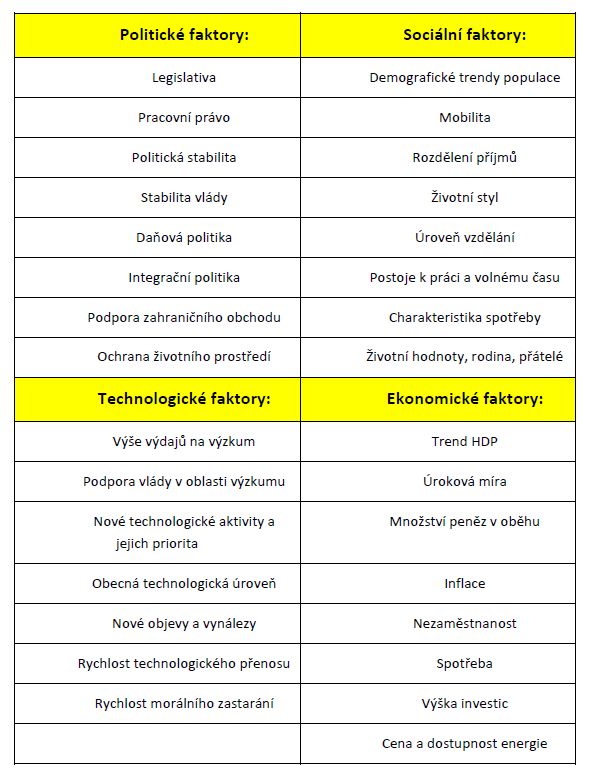 Politické faktory:
Sociální faktory:
Legislativa
Demografické trendy populace
Pracovní právo
Mobilita
Politická stabilita
Rozdělení příjmů
Stabilita vlády
Životní styl
Daňová politika
Úroveň vzdělání
Integrační politika
Postoje k práci a volnému času
Podpora zahraničního obchodu
Charakteristika spotřeby
Ochrana životního prostředí
Životní hodnoty, rodina, přátelé
Technologické faktory:
Ekonomické faktory:
Výše výdajů na výzkum
Trend HDP
Podpora vlády v oblasti výzkumu
Úroková míra
Nové technologické aktivity a
jejich priorita
Množství peněz v oběhu
Obecná technologická úroveň
Inflace
Nové objevy a vynálezy
Nezaměstnanost
Rychlost technologického přenosu
Spotřeba
Rychlost morálního zastarání
Výška investic
Cena a dostupnost energie